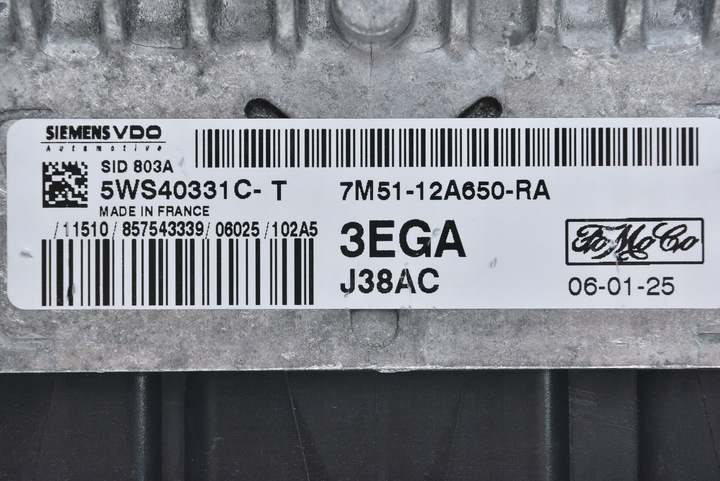 SIEMENS VDO
Automotive
SID 803A
5WS40331C-T
MADE IN FRANCE
/11510/857543339/06025/102A5
7M51-12A650-RA
3EGA
J38AC
FoMoCo
06-01-25